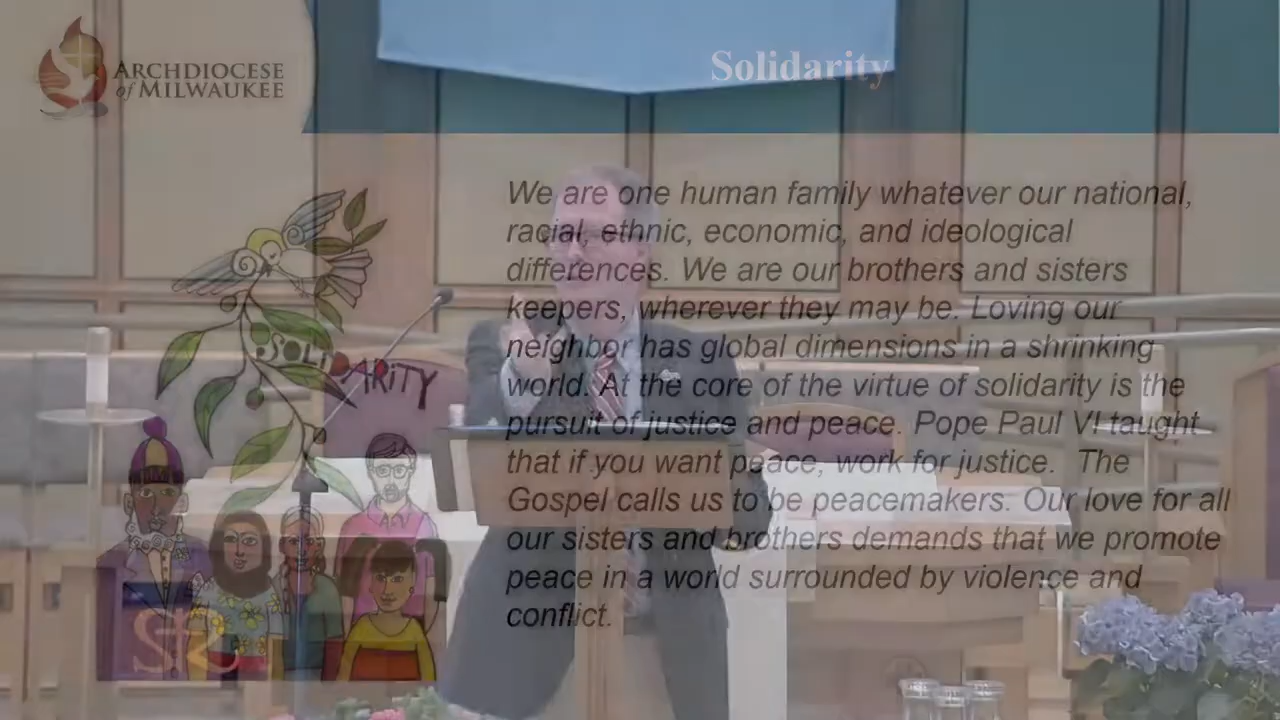 ARCHDIOCESE
of MILWAUKEE
Solidarity
We are one human family whatever our national,
racial, ethnic, economic, and ideological
differences. We are our brothers and sisters
keepers, wherever they may be. Loving our
neighbor has global dimensions in a shrinking
world. At the core of the virtue of solidarity is the
pursuit of justice and peace. Pope Paul VI taught
that if you want peace, work for justice. The
Gospel calls us to be peacemakers. Our love for all
our sisters and brothers demands that we promote
peace in a world surrounded by violence and
conflict.
SOLIDARITY